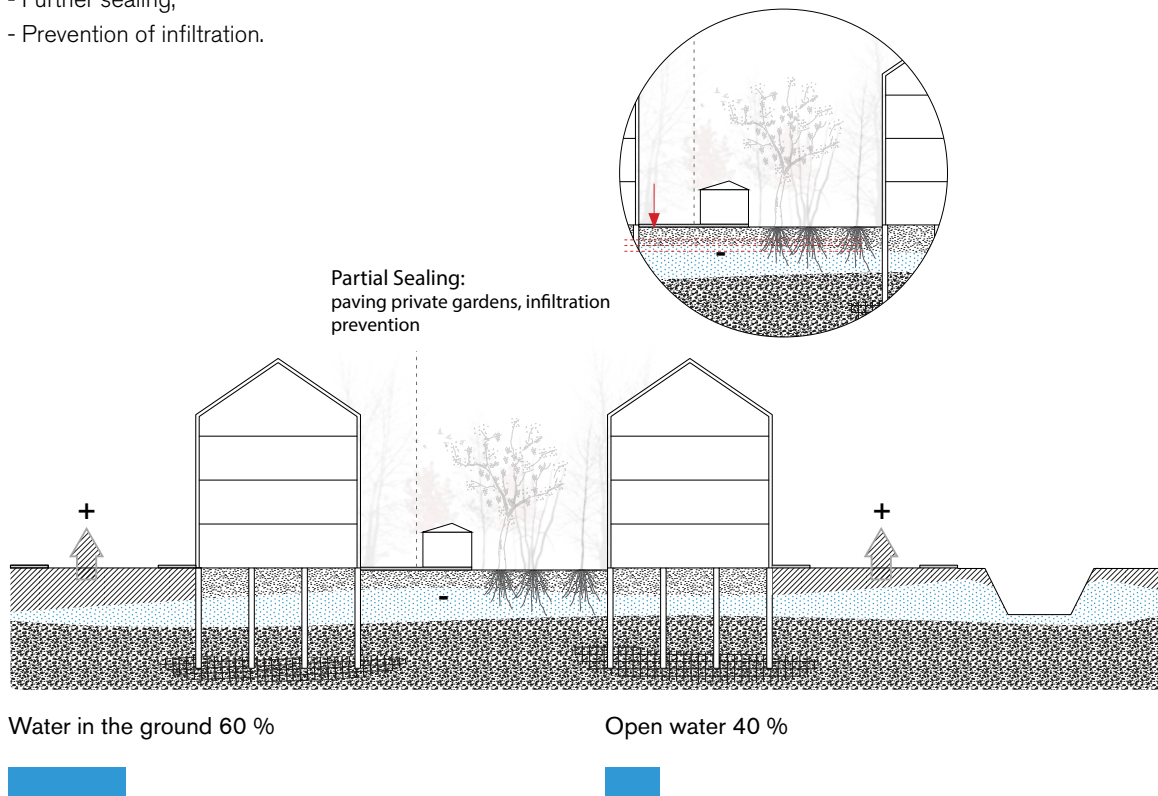 - Further sealing;
- Prevention of infiltration.
Partial Sealing:
paving private gardens, infiltration
prevention
-
+
+
-
Water in the ground 60 %
Open water 40 %